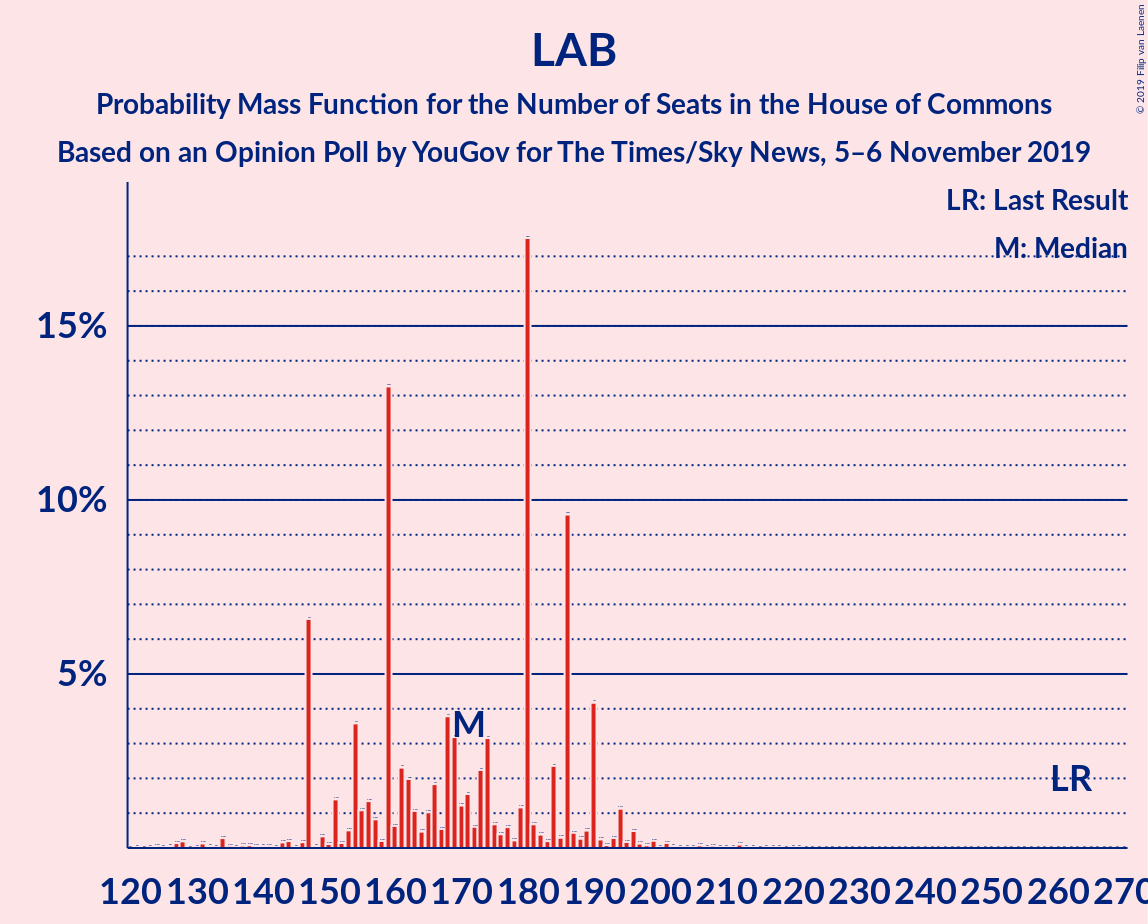 © 2019 Filip van Laenen
LAB
Probability Mass Function for the Number of Seats in the House of Commons
Based on an Opinion Poll by YouGov for The Times/Sky News, 5–6 November 2019
LR: Last Result
M: Median
15%
10%
5%
M
LR
120 130 140 150 160 170 180 190 200 210 220 230 240 250 260 270